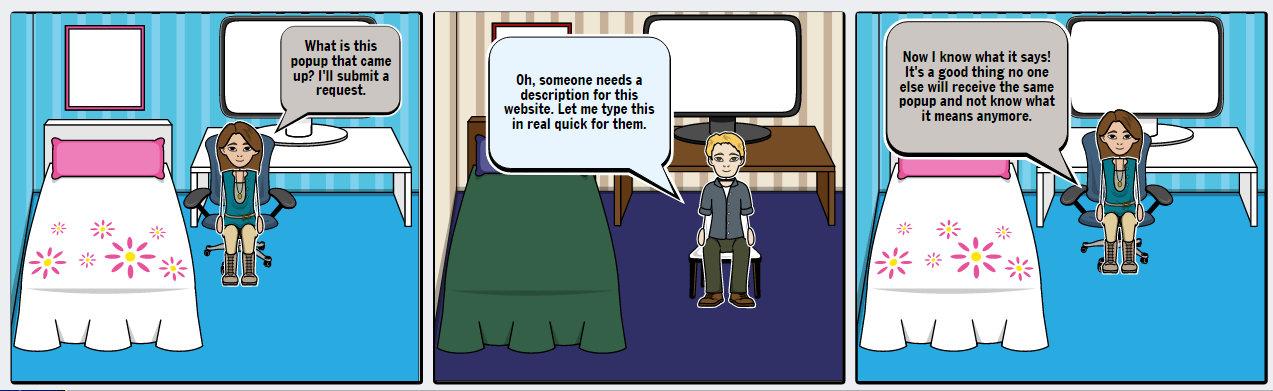 What is this
popup that came
up? I'll submit a
request.
Oh, someone needs a
description for this
website. Let me type this
in real quick for them.
Now I know what it says!
It's a good thing no one
else will receive the same
popup and not know what
it means anymore.